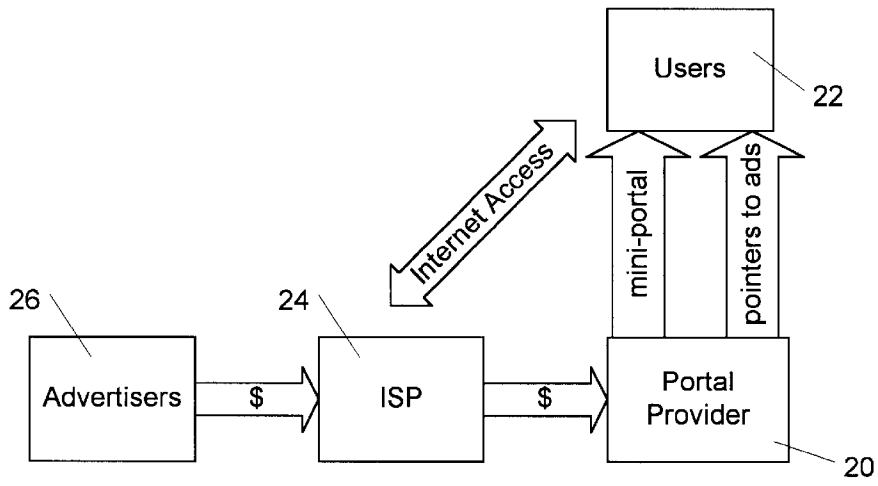 Users
22
Internet Access
mini-portal
pointers to ads
26
24
Advertisers
$
ISP
$
Portal
Provider
20